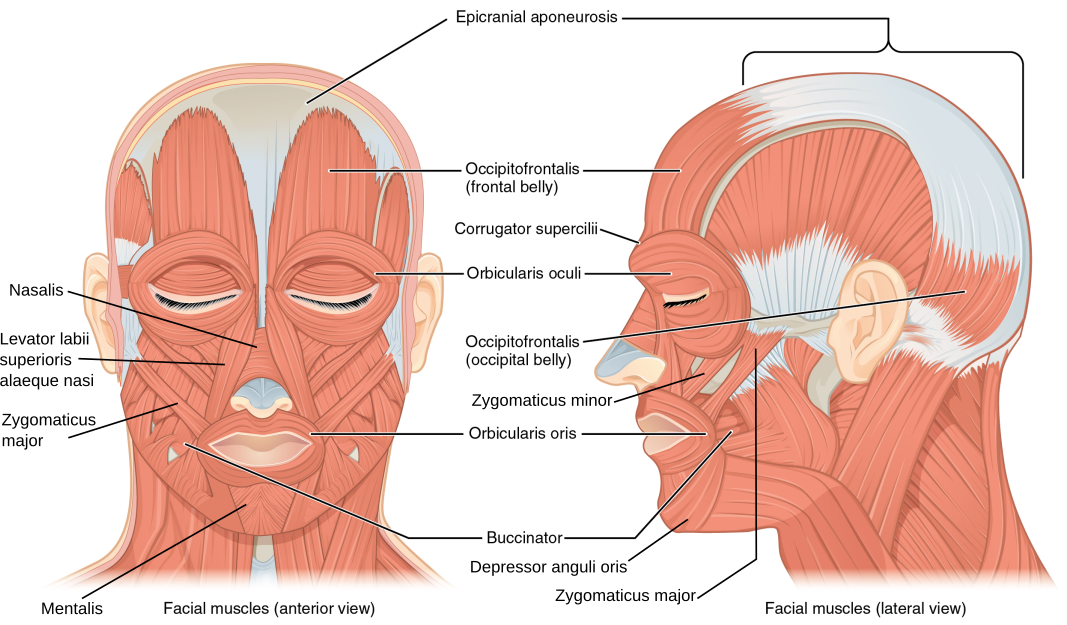 Epicranial aponeurosis
Occipitofrontalis
(frontal belly)
Corrugator supercilii
Orbicularis oculi
Nasalis
Levator labii
superioris
alaeque nasi
Occipitofrontalis
(occipital belly)
Zygomaticus minor
Zygomaticus
major
Orbicularis oris
Buccinator
Depressor anguli oris
Zygomaticus major
Mentalis
Facial muscles (anterior view)
Facial muscles (lateral view)